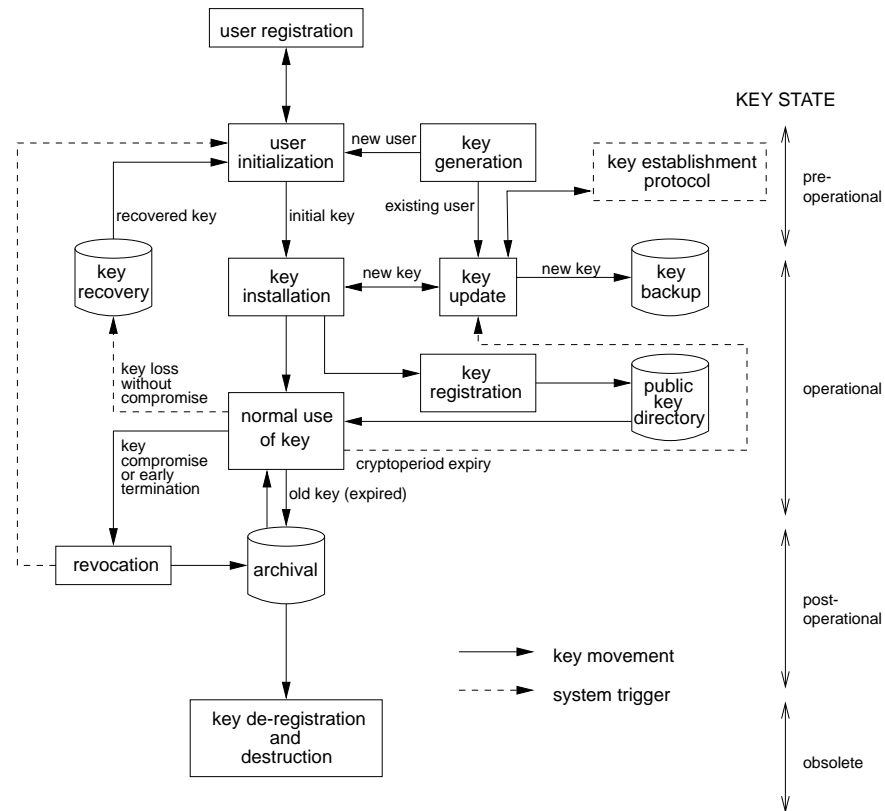 user registration
KEY STATE
user
initialization
new user
key
generation
key establishment
protocol
pre-
operational
existing user
recovered key
initial key
key
recovery
key
installation
new key
key
update
new key
key
backup
key loss
without
compromise
key
registration
public
key
directory
operational
normal use
of key
key
compromise
or early
termination
cryptoperiod expiry
old key (expired)
revocation
archival
post-
operational
key movement
system trigger
key de-registration
and
destruction
obsolete